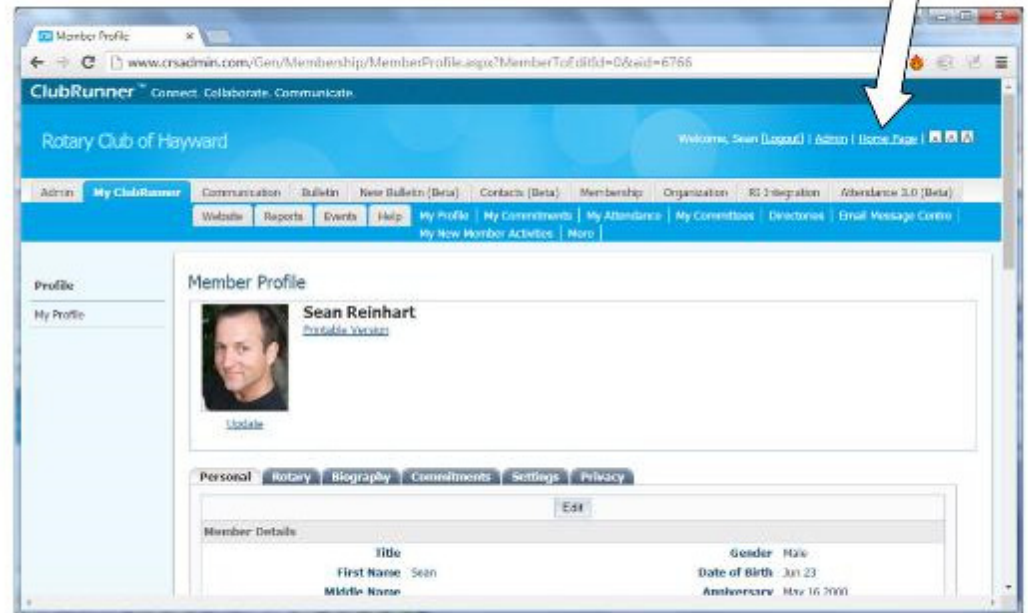 Member Profile
www.crsadmin.com/Gen/Membership/MemberProfile.aspx?MemberToEditId=0&aid=6766
ClubRunner™ Connect. Collaborate. Communicate.
Rotary Club of Hayward
Welcome, Sean [Logout] | Admin | Home Page | A A A
Admin My ClubRunner Communication Bulletin New Bulletin (Beta) Contacts (Beta) Membership Organization RI Integration Attendance 3.0 (Beta)
Website Reports Events Help My Profile | My Commitments | My Attendance | My Committees | Directories | Email Message Centre |
My New Member Activities | More |
Profile
My Profile
Member Profile
Sean Reinhart
Printable Version
Update
Personal Rotary Biography Commitments Settings Privacy
Edit
Member Details
Title Gender Male
First Name Sean Date of Birth Jun 23
Middle Name Anniversary May 16 2000